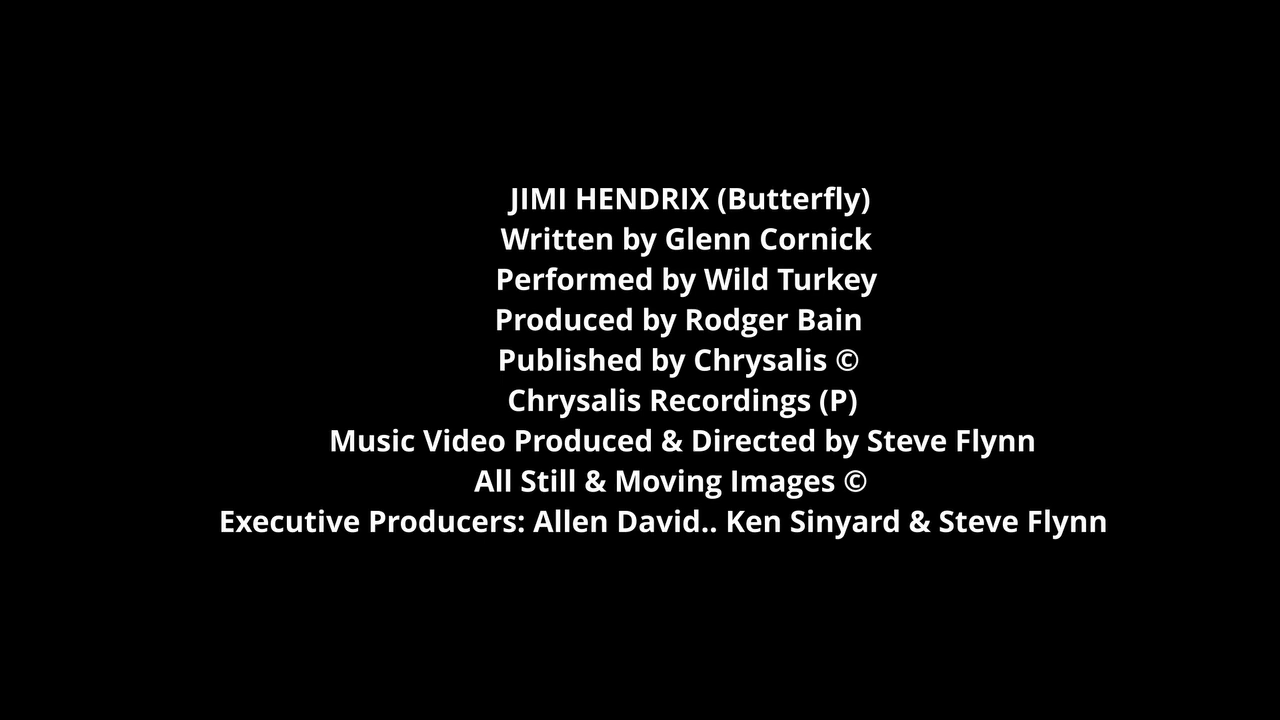 JIMI HENDRIX (Butterfly)
Written by Glenn Cornick
Performed by Wild Turkey
Produced by Rodger Bain
Published by Chrysalis ©
Chrysalis Recordings (P)
Music Video Produced & Directed by Steve Flynn
All Still & Moving Images ©
Executive Producers: Allen David.. Ken Sinyard & Steve Flynn